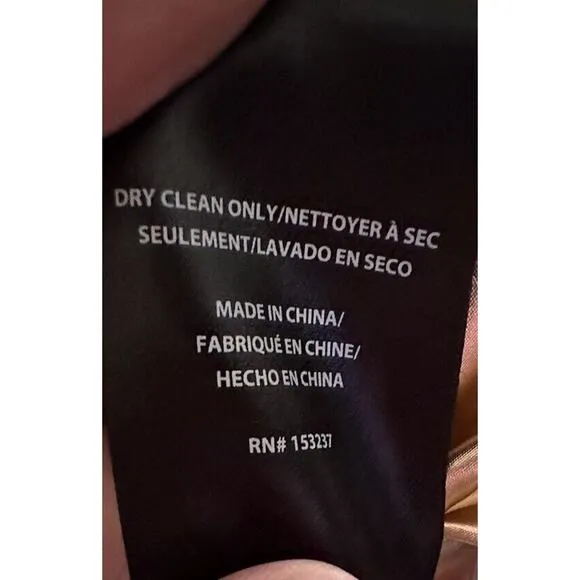 DRY CLEAN ONLY/NETTOYER À SEC
SEULEMENT/LAVADO EN SECO
MADE IN CHINA/
FABRIQUÉ EN CHINE/
HECHO EN CHINA
RN# 153237